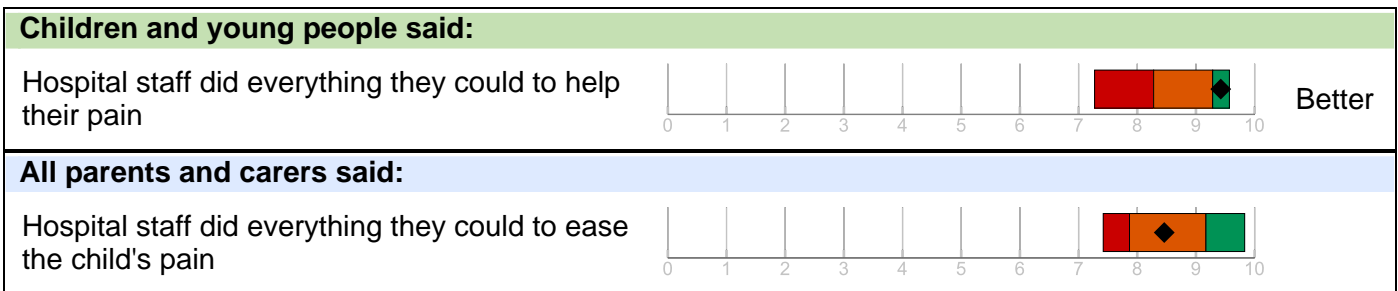 Children and young people said:
Hospital staff did everything they could to help
their pain
0 1 2 3 4 5 6 7 8 9 10
Better
All parents and carers said:
Hospital staff did everything they could to ease
the child's pain
0 1 2 3 4 5 6 7 8 9 10